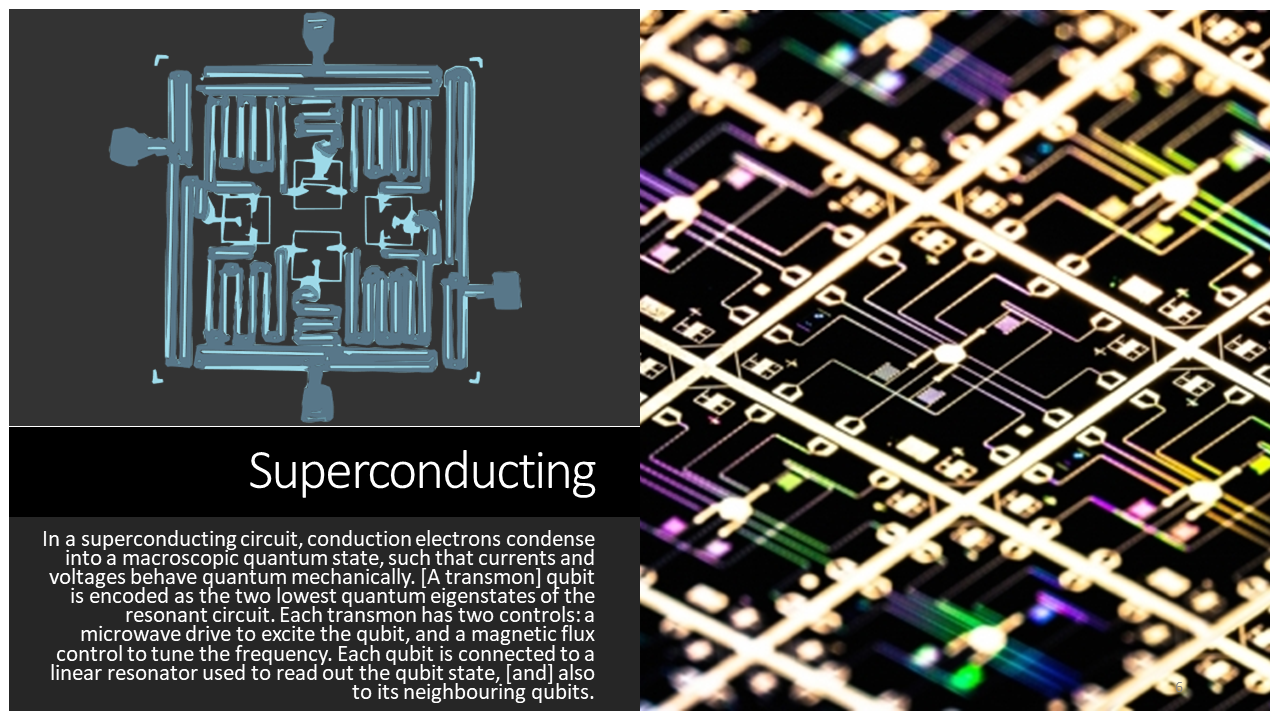 Superconducting
In a superconducting circuit, conduction electrons condense
into a macroscopic quantum state, such that currents and
voltages behave quantum mechanically. [A transmon] qubit
is encoded as the two lowest quantum eigenstates of the
resonant circuit. Each transmon has two controls: a
microwave drive to excite the qubit, and a magnetic flux
control to tune the frequency. Each qubit is connected to a
linear resonator used to read out the qubit state, [and] also
to its neighbouring qubits.
6